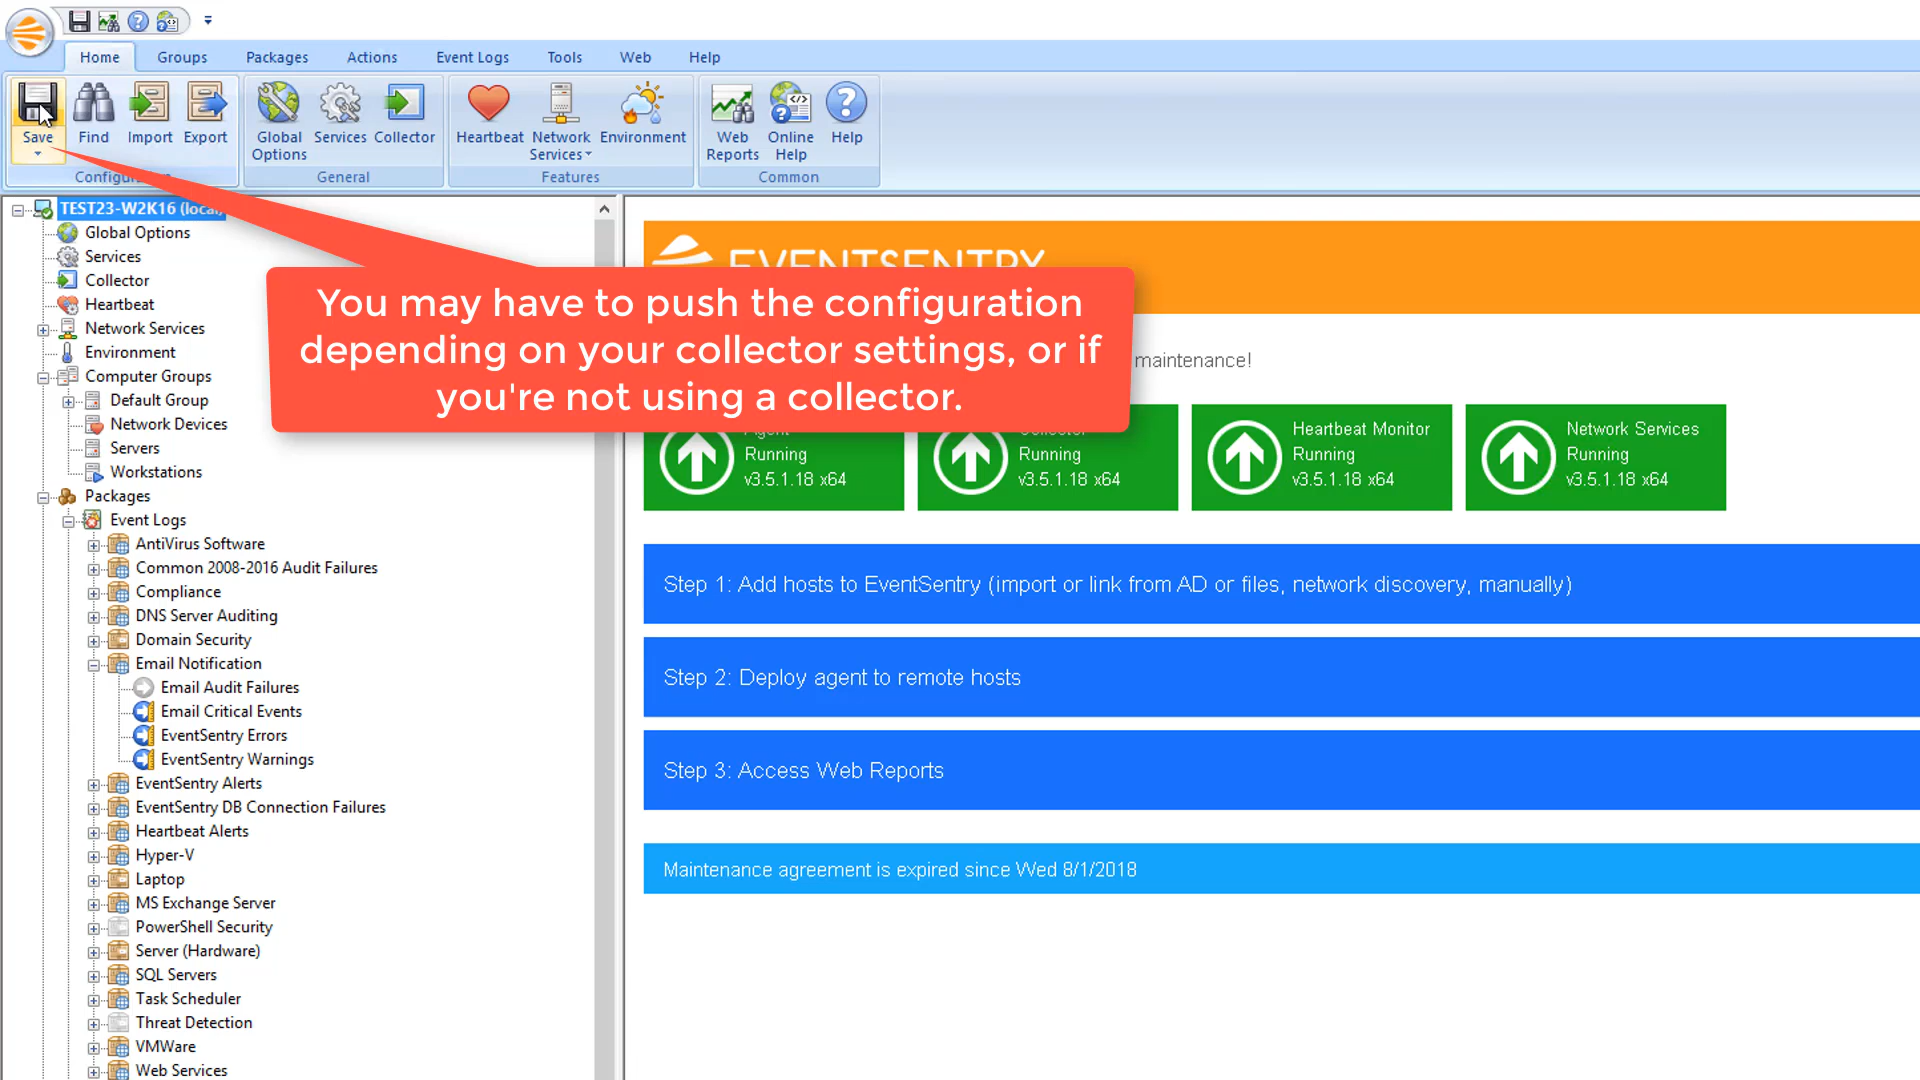 Home Groups Packages Actions Event Logs Tools Web Help
Save Find Import Export Global Options Services Collector Heartbeat Network Services Environment Web Reports Online Help Help
General Features Common
TEST23-W2K16
Global Options
Services
Collector
Heartbeat
Network Services
Environment
Computer Groups
Default Group
Network Devices
Servers
Workstations
Packages
Event Logs
AntiVirus Software
Common 2008-2016 Audit Failures
Compliance
DNS Server Auditing
Domain Security
Email Notification
Email Audit Failures
Email Critical Events
EventSentry Errors
EventSentry Warnings
EventSentry Alerts
EventSentry DB Connection Failures
Heartbeat Alerts
Hyper-V
Laptop
MS Exchange Server
PowerShell Security
Server (Hardware)
SQL Servers
Task Scheduler
Threat Detection
VMWare
Web Services
EVENTSENTRY
You may have to push the configuration
depending on your collector settings, or if
you're not using a collector.
maintenance!
Agent
Running
v3.5.1.18 x64
Collector
Running
v3.5.1.18 x64
Heartbeat Monitor
Running
v3.5.1.18 x64
Network Services
Running
v3.5.1.18 x64
Step 1: Add hosts to EventSentry (import or link from AD or files, network discovery, manually)
Step 2: Deploy agent to remote hosts
Step 3: Access Web Reports
Maintenance agreement is expired since Wed 8/1/2018